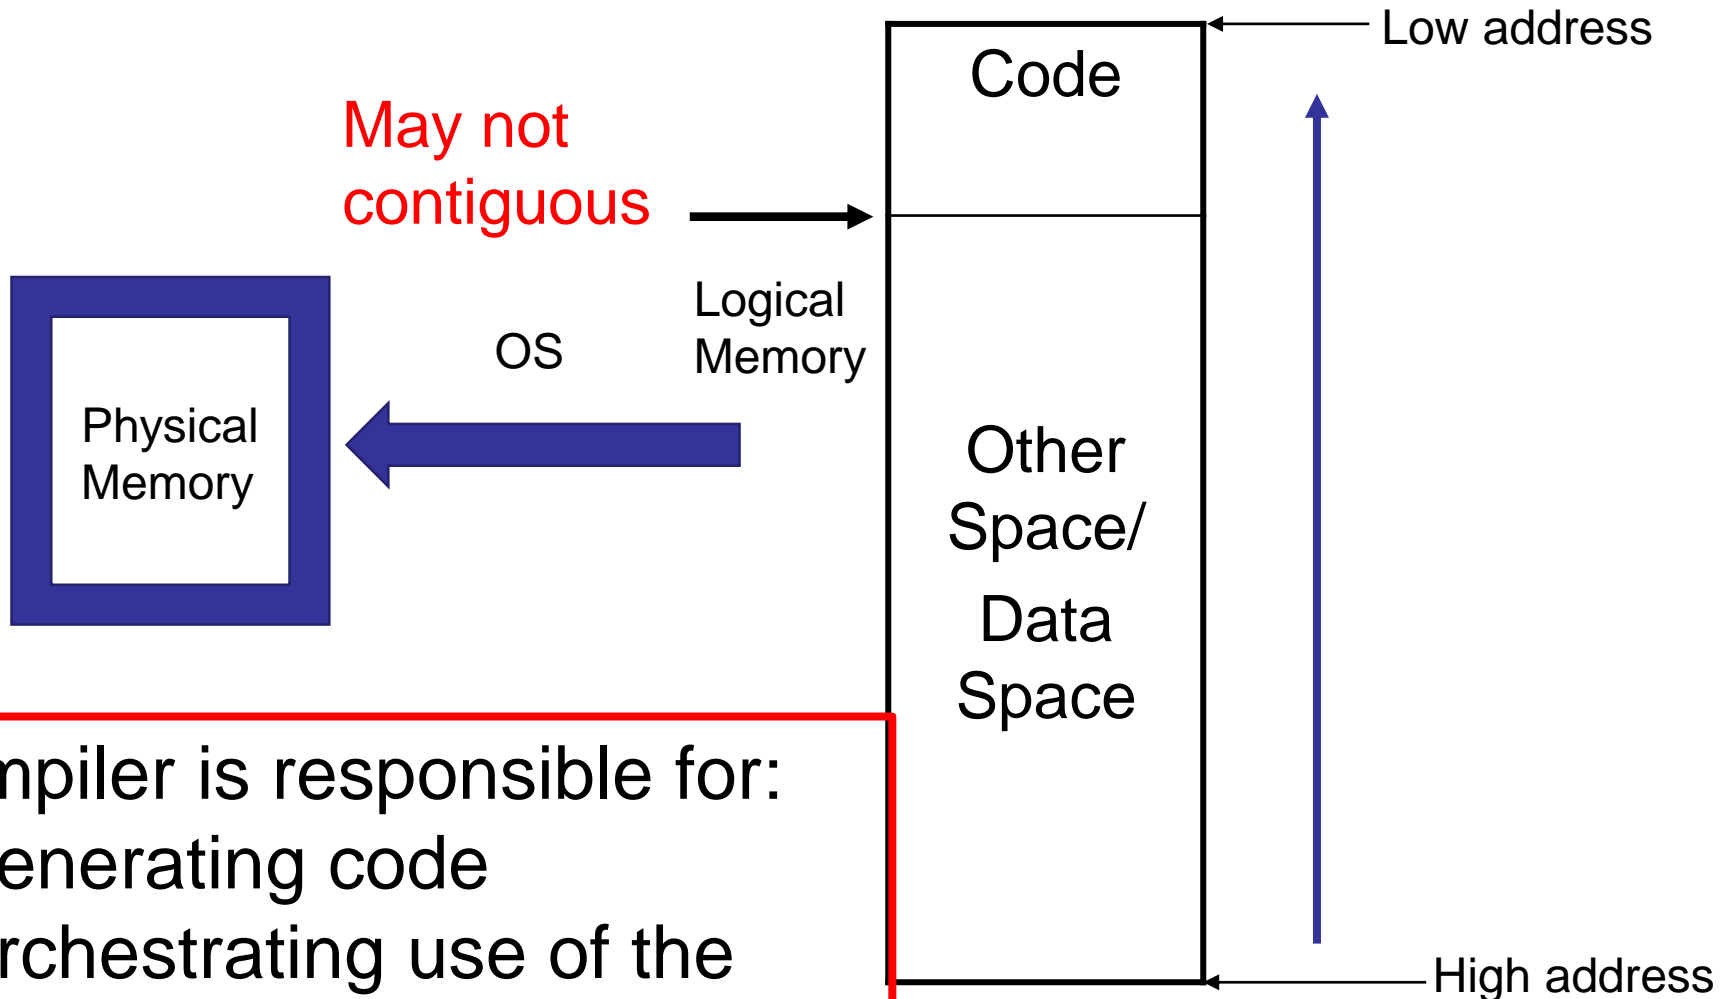 Low address
Code
May not
contiguous
Logical
Memory
OS
Physical
Memory
Other
Space/
Data
Space
mpiler is responsible for:
enerating code
rchestrating use of the
High address